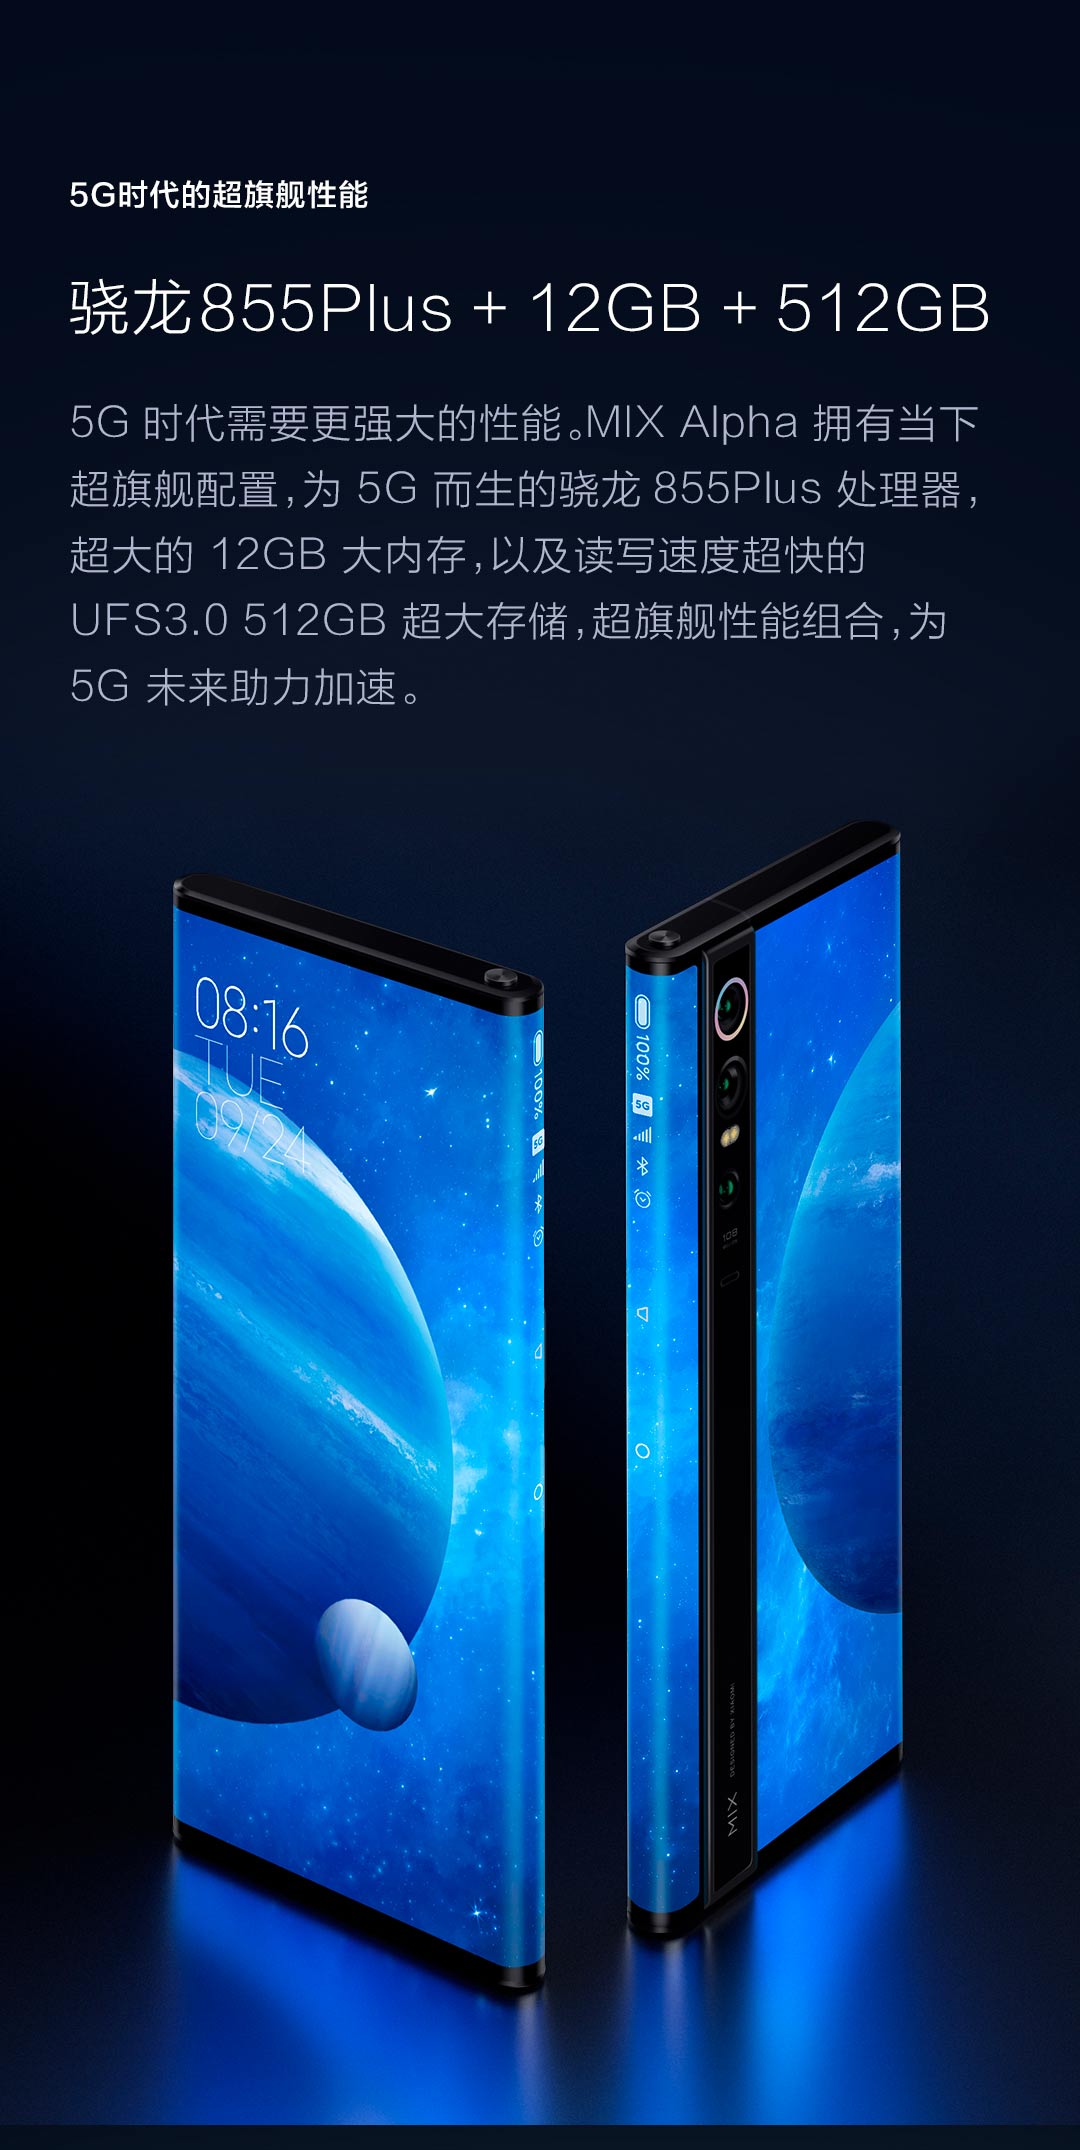 5G时代的超旗舰性能
骁龙855Plus + 12GB + 512GB
5G 时代需要更强大的性能。MIX Alpha 拥有当下
超旗舰配置,为 5G 而生的骁龙 855Plus 处理器,
超大的 12GB 大内存,以及读写速度超快的
UFS3.0 512GB 超大存储,超旗舰性能组合,为
5G 未来助力加速。
08:16
TUE
09/24
100%
5G
100%
5G
108
MIX
DESIGNED BY XIAOMI